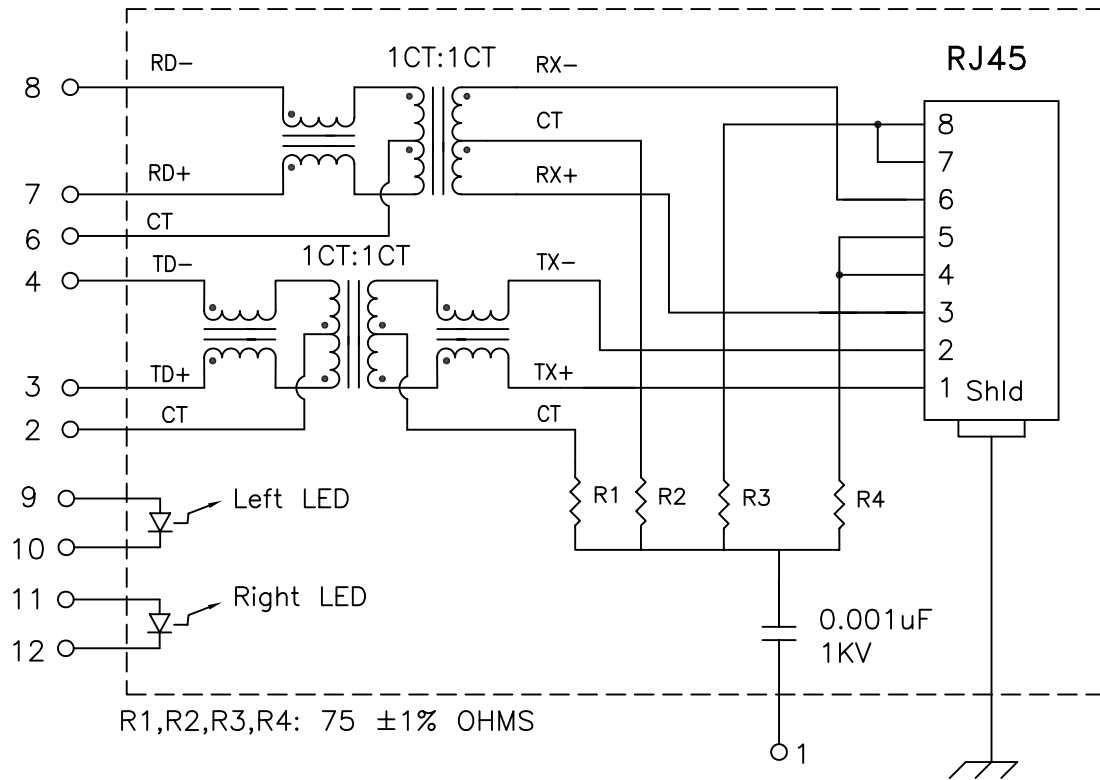 1CT:1CT
RJ45
8
RD-
RX-
CT
7
RD+
RX+
6
CT
1CT:1CT
4
TD-
TX-
3
TD+
TX+
2
CT
CT
8
7
6
5
4
3
2
1 Shld
R1
R2
R3
R4
9
Left LED
10
11
Right LED
12
0.001uF
1KV
R1,R2,R3,R4: 75 ±1% OHMS
1